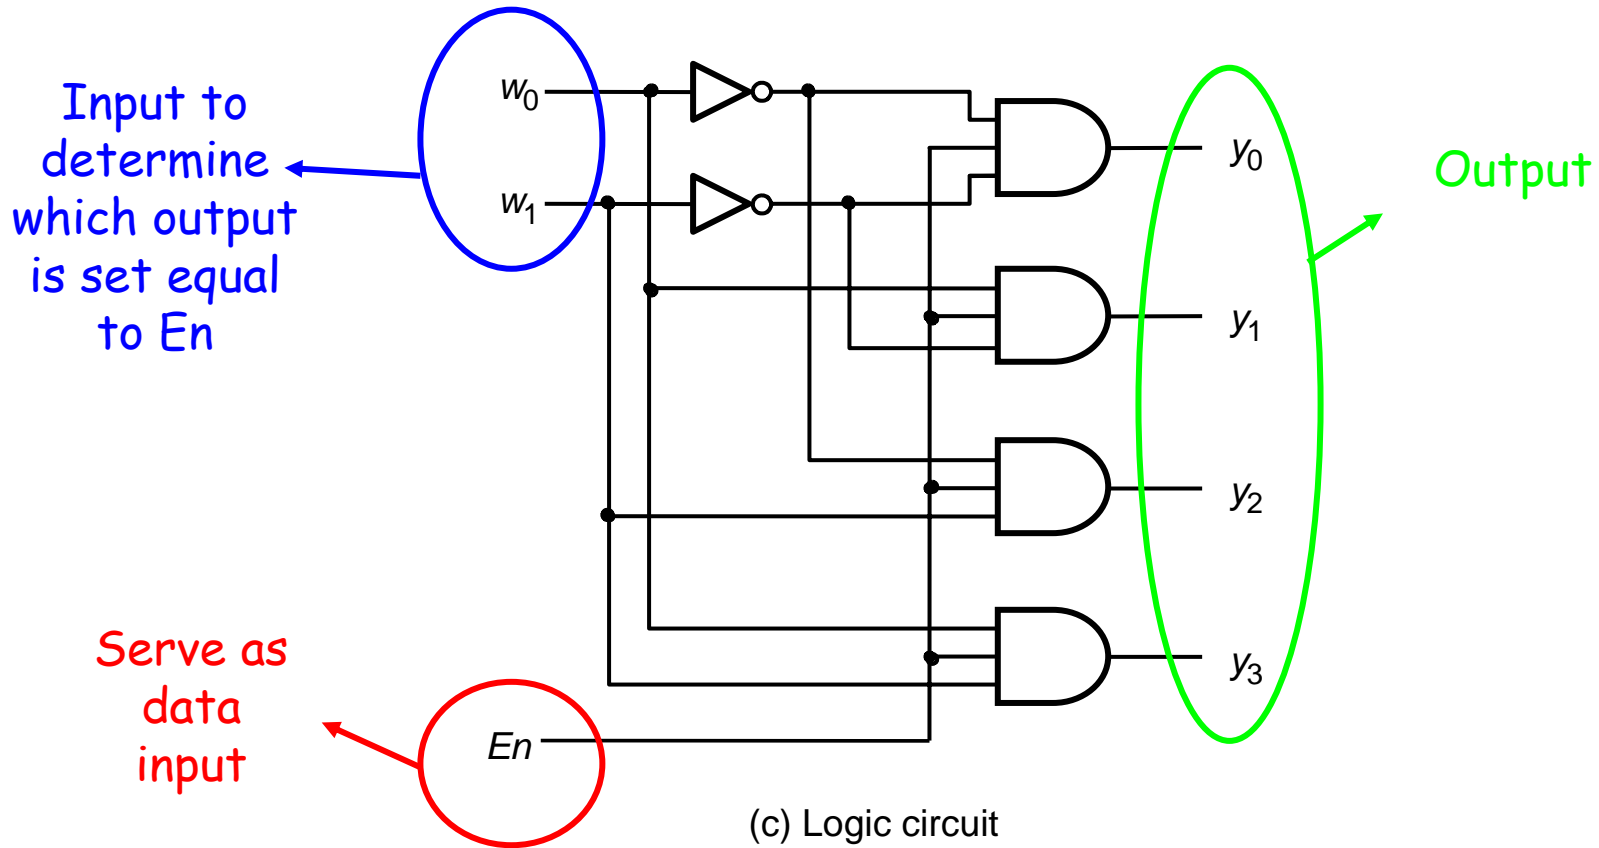 Input to
determine
which output
is set equal
to En
w0
w1
y0
y1
y2
y3
Output
Serve as
data
input
En
(c) Logic circuit